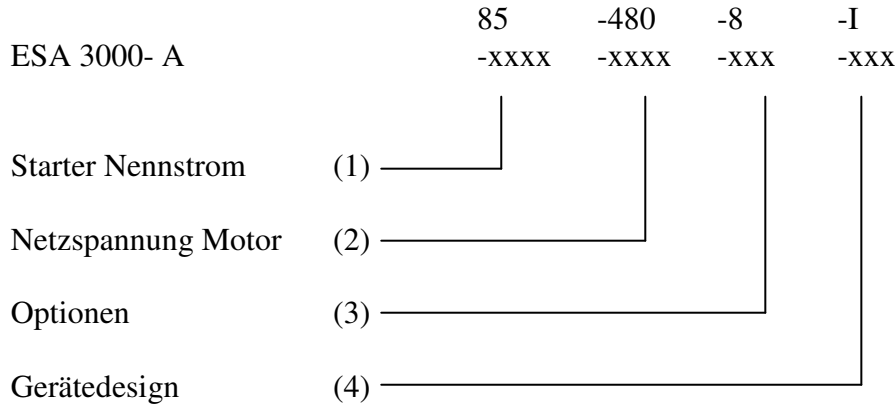 85 -480 -8 -I
ESA 3000- A -xxxx -xxxx -xxx -xxx
Starter Nennstrom (1)
Netzspannung Motor (2)
Optionen (3)
Gerätedesign (4)